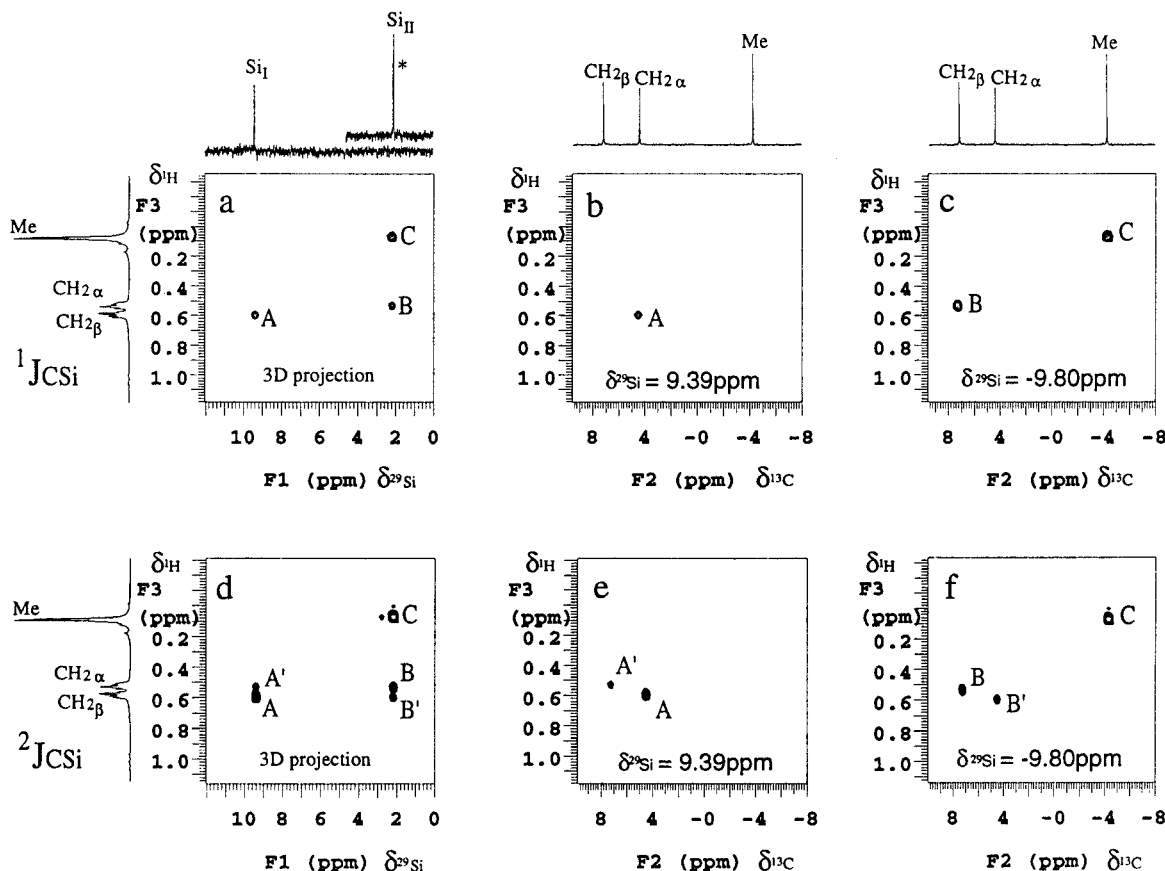 Si_I
Si_II
*
CH2β CH2α
Me
CH2β CH2α
Me
δ1H
F3
(ppm)
0.2
0.4
0.6
0.8
1.0
a
C
B
A
3D projection
10 8 6 4 2 0
F1 (ppm) δ29Si
Me
CH2α
CH2β
1JCSi
δ1H
F3
(ppm)
0.2
0.4
0.6
0.8
1.0
b
A
δ29Si = 9.39ppm
8 4 -0 -4 -8
F2 (ppm) δ13C
δ1H
F3
(ppm)
0.2
0.4
0.6
0.8
1.0
c
C
B
δ29Si = -9.80ppm
8 4 -0 -4 -8
F2 (ppm) δ13C
Me
CH2α
CH2β
2JCSi
δ1H
F3
(ppm)
0.2
0.4
0.6
0.8
1.0
d
C
A'
A
B
B'
3D projection
10 8 6 4 2 0
F1 (ppm) δ29Si
δ1H
F3
(ppm)
0.2
0.4
0.6
0.8
1.0
e
A'
A
δ29Si = 9.39ppm
8 4 -0 -4 -8
F2 (ppm) δ13C
δ1H
F3
(ppm)
0.2
0.4
0.6
0.8
1.0
f
C
B
B'
δ29Si = -9.80ppm
8 4 -0 -4 -8
F2 (ppm) δ13C